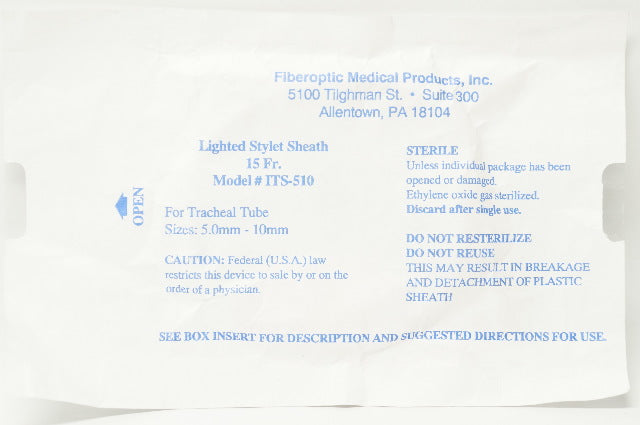 Fiberoptic Medical Products, Inc.
5100 Tilghman St. • Suite 300
Allentown, PA 18104
Lighted Stylet Sheath
15 Fr.
Model # ITS-510
OPEN
For Tracheal Tube
Sizes: 5.0mm - 10mm
CAUTION: Federal (U.S.A.) law
restricts this device to sale by or on the
order of a physician.
STERILE
Unless individual package has been
opened or damaged.
Ethylene oxide gas sterilized.
Discard after single use.
DO NOT RESTERILIZE
DO NOT REUSE
THIS MAY RESULT IN BREAKAGE
AND DETACHMENT OF PLASTIC
SHEATH
SEE BOX INSERT FOR DESCRIPTION AND SUGGESTED DIRECTIONS FOR USE.